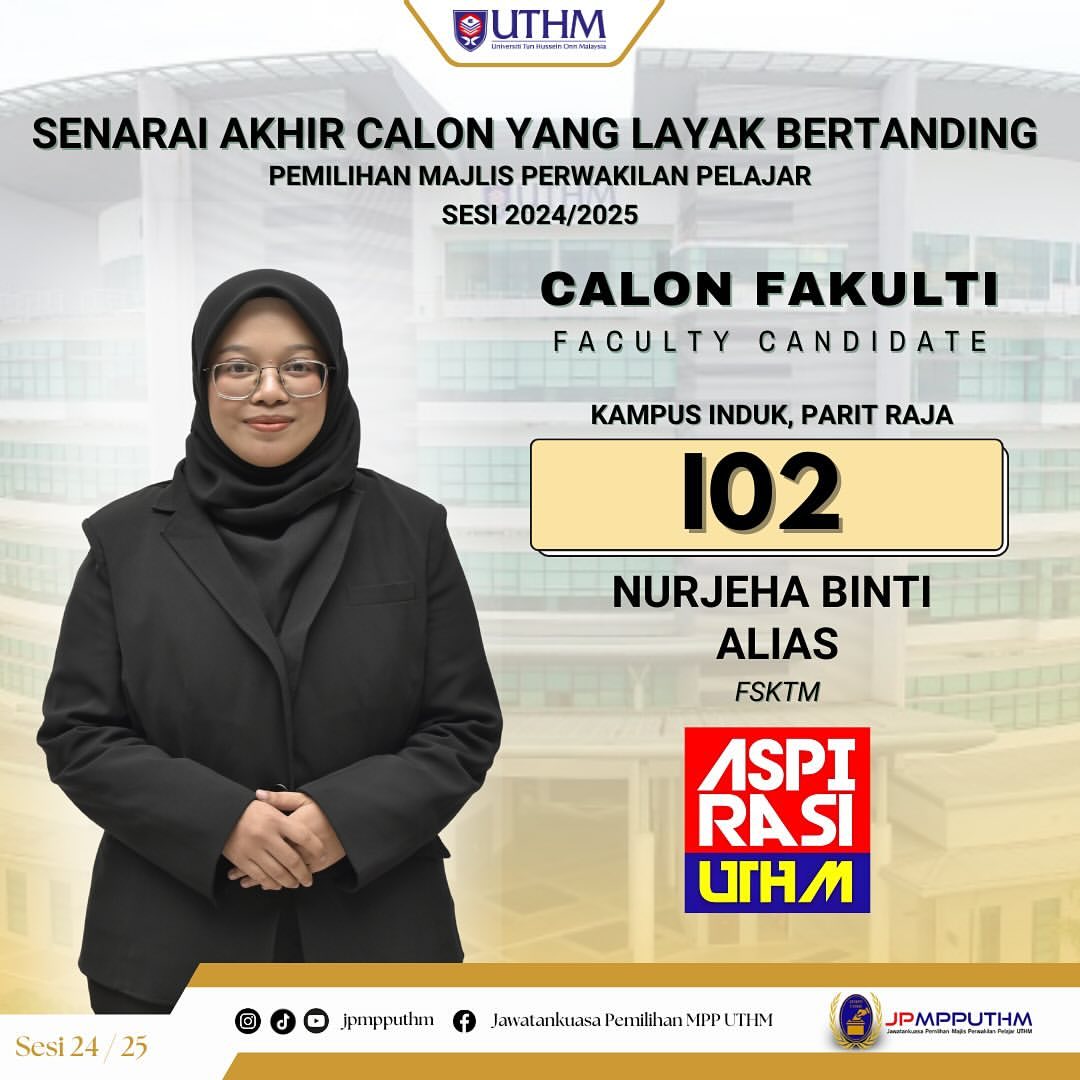 UTHM
Universiti Tun Hussein Onn Malaysia
SENARAI AKHIR CALON YANG LAYAK BERTANDING
PEMILIHAN MAJLIS PERWAKILAN PELAJAR
SESI 2024/2025
UTHM
CALON FAKULTI
FACULTY CANDIDATE
KAMPUS INDUK, PARIT RAJA
I02
NURJEHA BINTI
ALIAS
FSKTM
ASPI
RASI
UTHM
jpmpputhm
Jawatankuasa Pemilihan MPP UTHM
JPMPPUTHM
Jawatankuasa Pemilihan Majlis Perwakilan Pelajar UTHM
Sesi 24 / 25